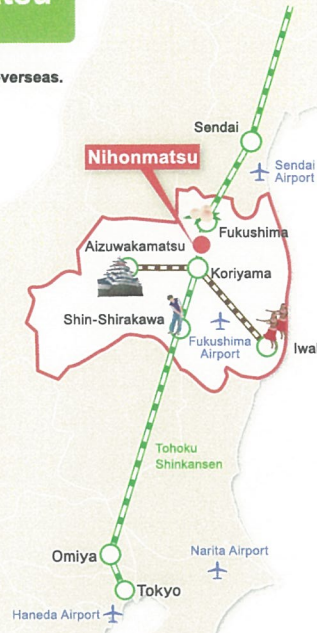 overseas.
Sendai
Sendai
Airport
Nihonmatsu
Fukushima
Aizuwakamatsu
Koriyama
Shin-Shirakawa
Fukushima
Airport
Iwa
Tohoku
Shinkansen
Omiya
Narita Airport
Tokyo
Haneda Airport